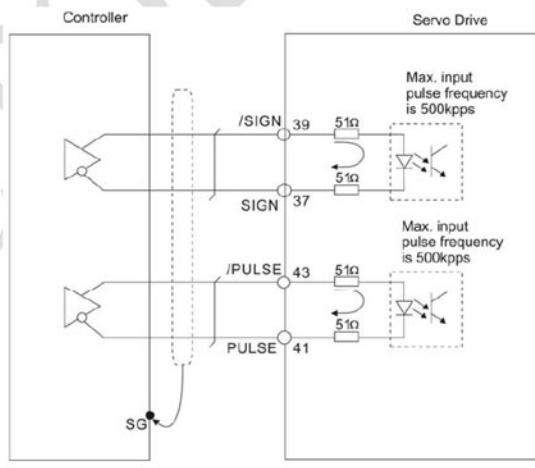 Controller
Servo Drive
Max. input
pulse frequency
is 500kpps
/SIGN 39 51Ω
51Ω
SIGN 37
Max. input
pulse frequency
is 500kpps
/PULSE 43 51Ω
51Ω
PULSE 41
SG